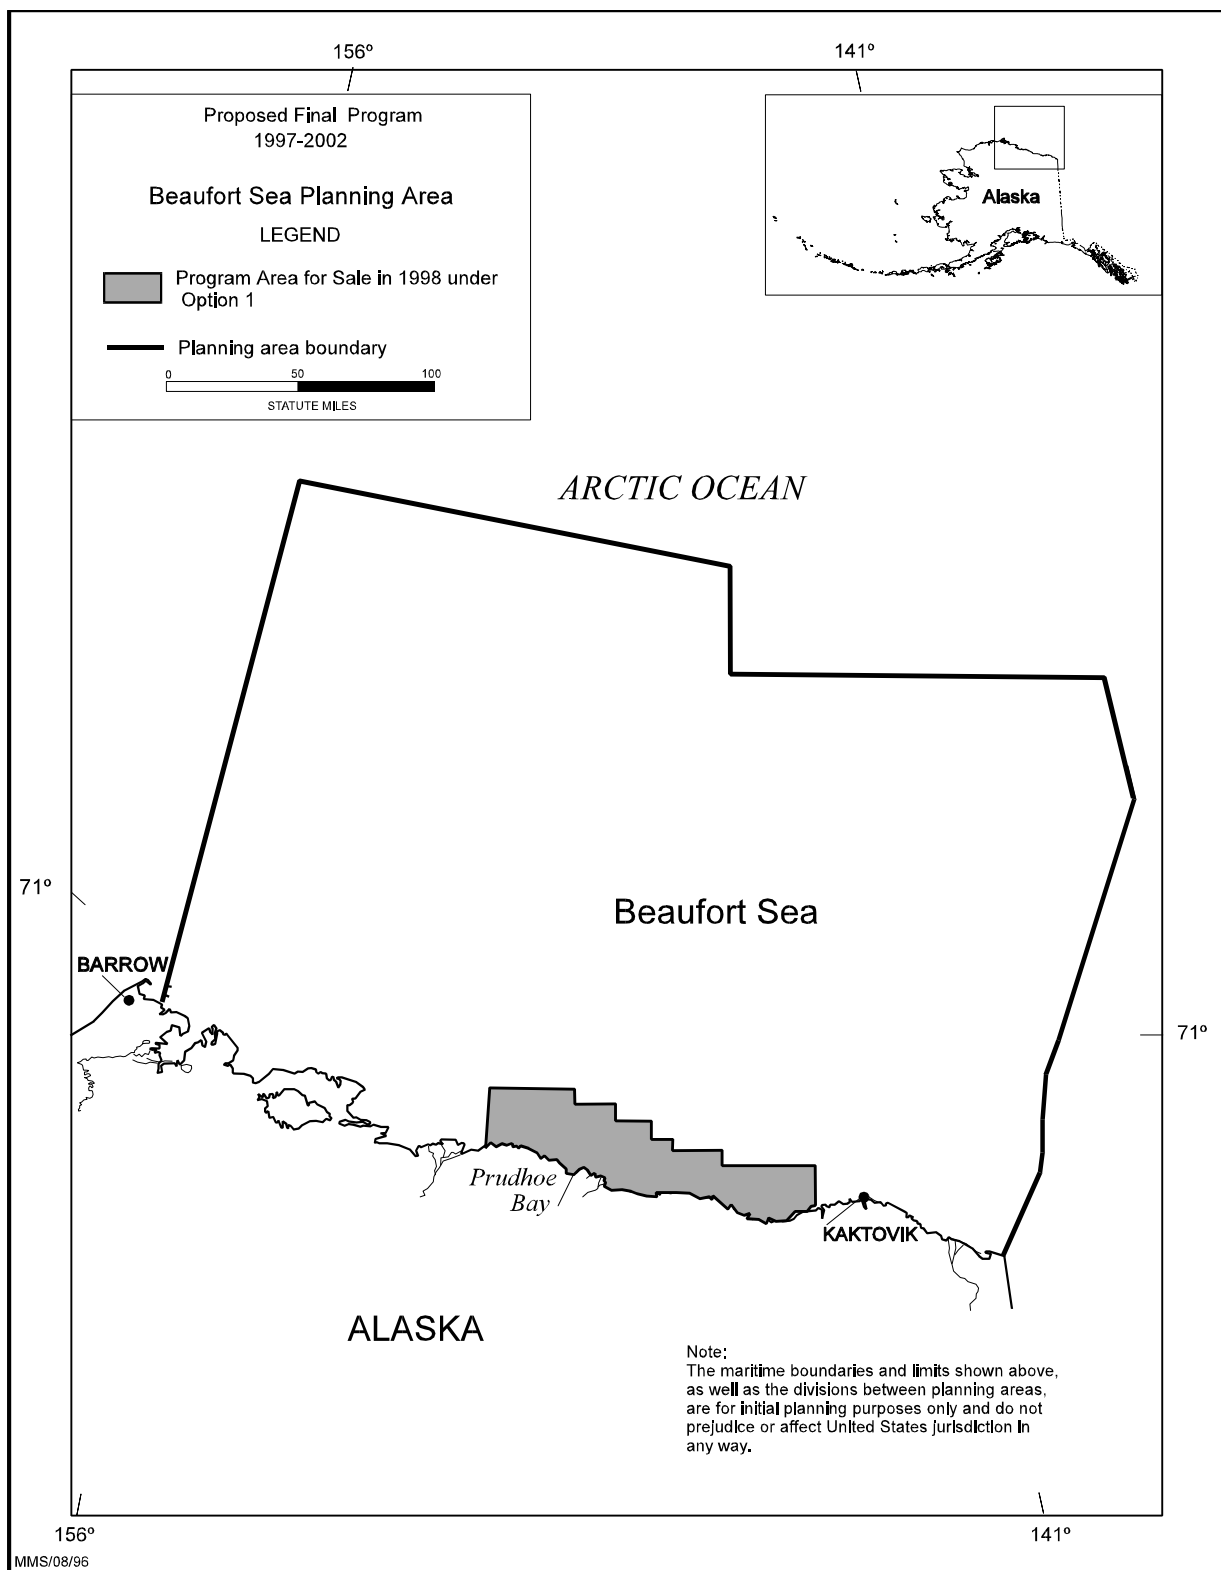 156º 141º
Proposed Final Program
1997-2002
Beaufort Sea Planning Area
LEGEND
Program Area for Sale in 1998 under
Option 1
Planning area boundary
0 50 100
STATUTE MILES
Alaska
ARCTIC OCEAN
71º
Beaufort Sea
BARROW
71º
Prudhoe
Bay
KAKTOVIK
ALASKA
Note:
The maritime boundaries and limits shown above,
as well as the divisions between planning areas,
are for initial planning purposes only and do not
prejudice or affect United States jurisdiction in
any way.
156º 141º
MMS/08/96